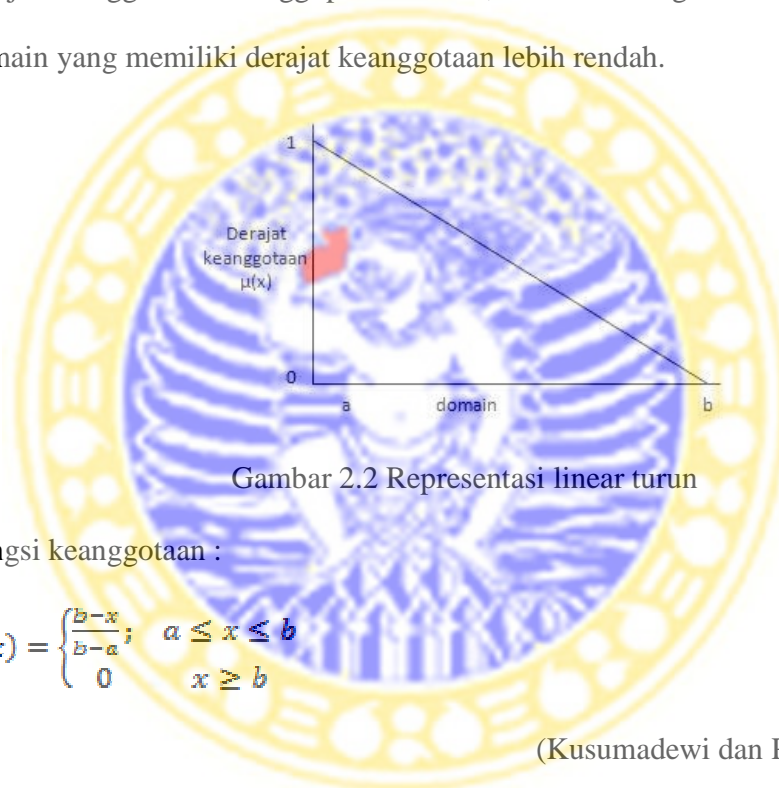 main yang memiliki derajat keanggotaan lebih rendah.
1
Derajat
keanggotaan
μ(x)
0
a domain b
Gambar 2.2 Representasi linear turun
ngsi keanggotaan :
x) = { b−x / b−a ; a ≤ x ≤ b
0 x ≥ b
(Kusumadewi dan